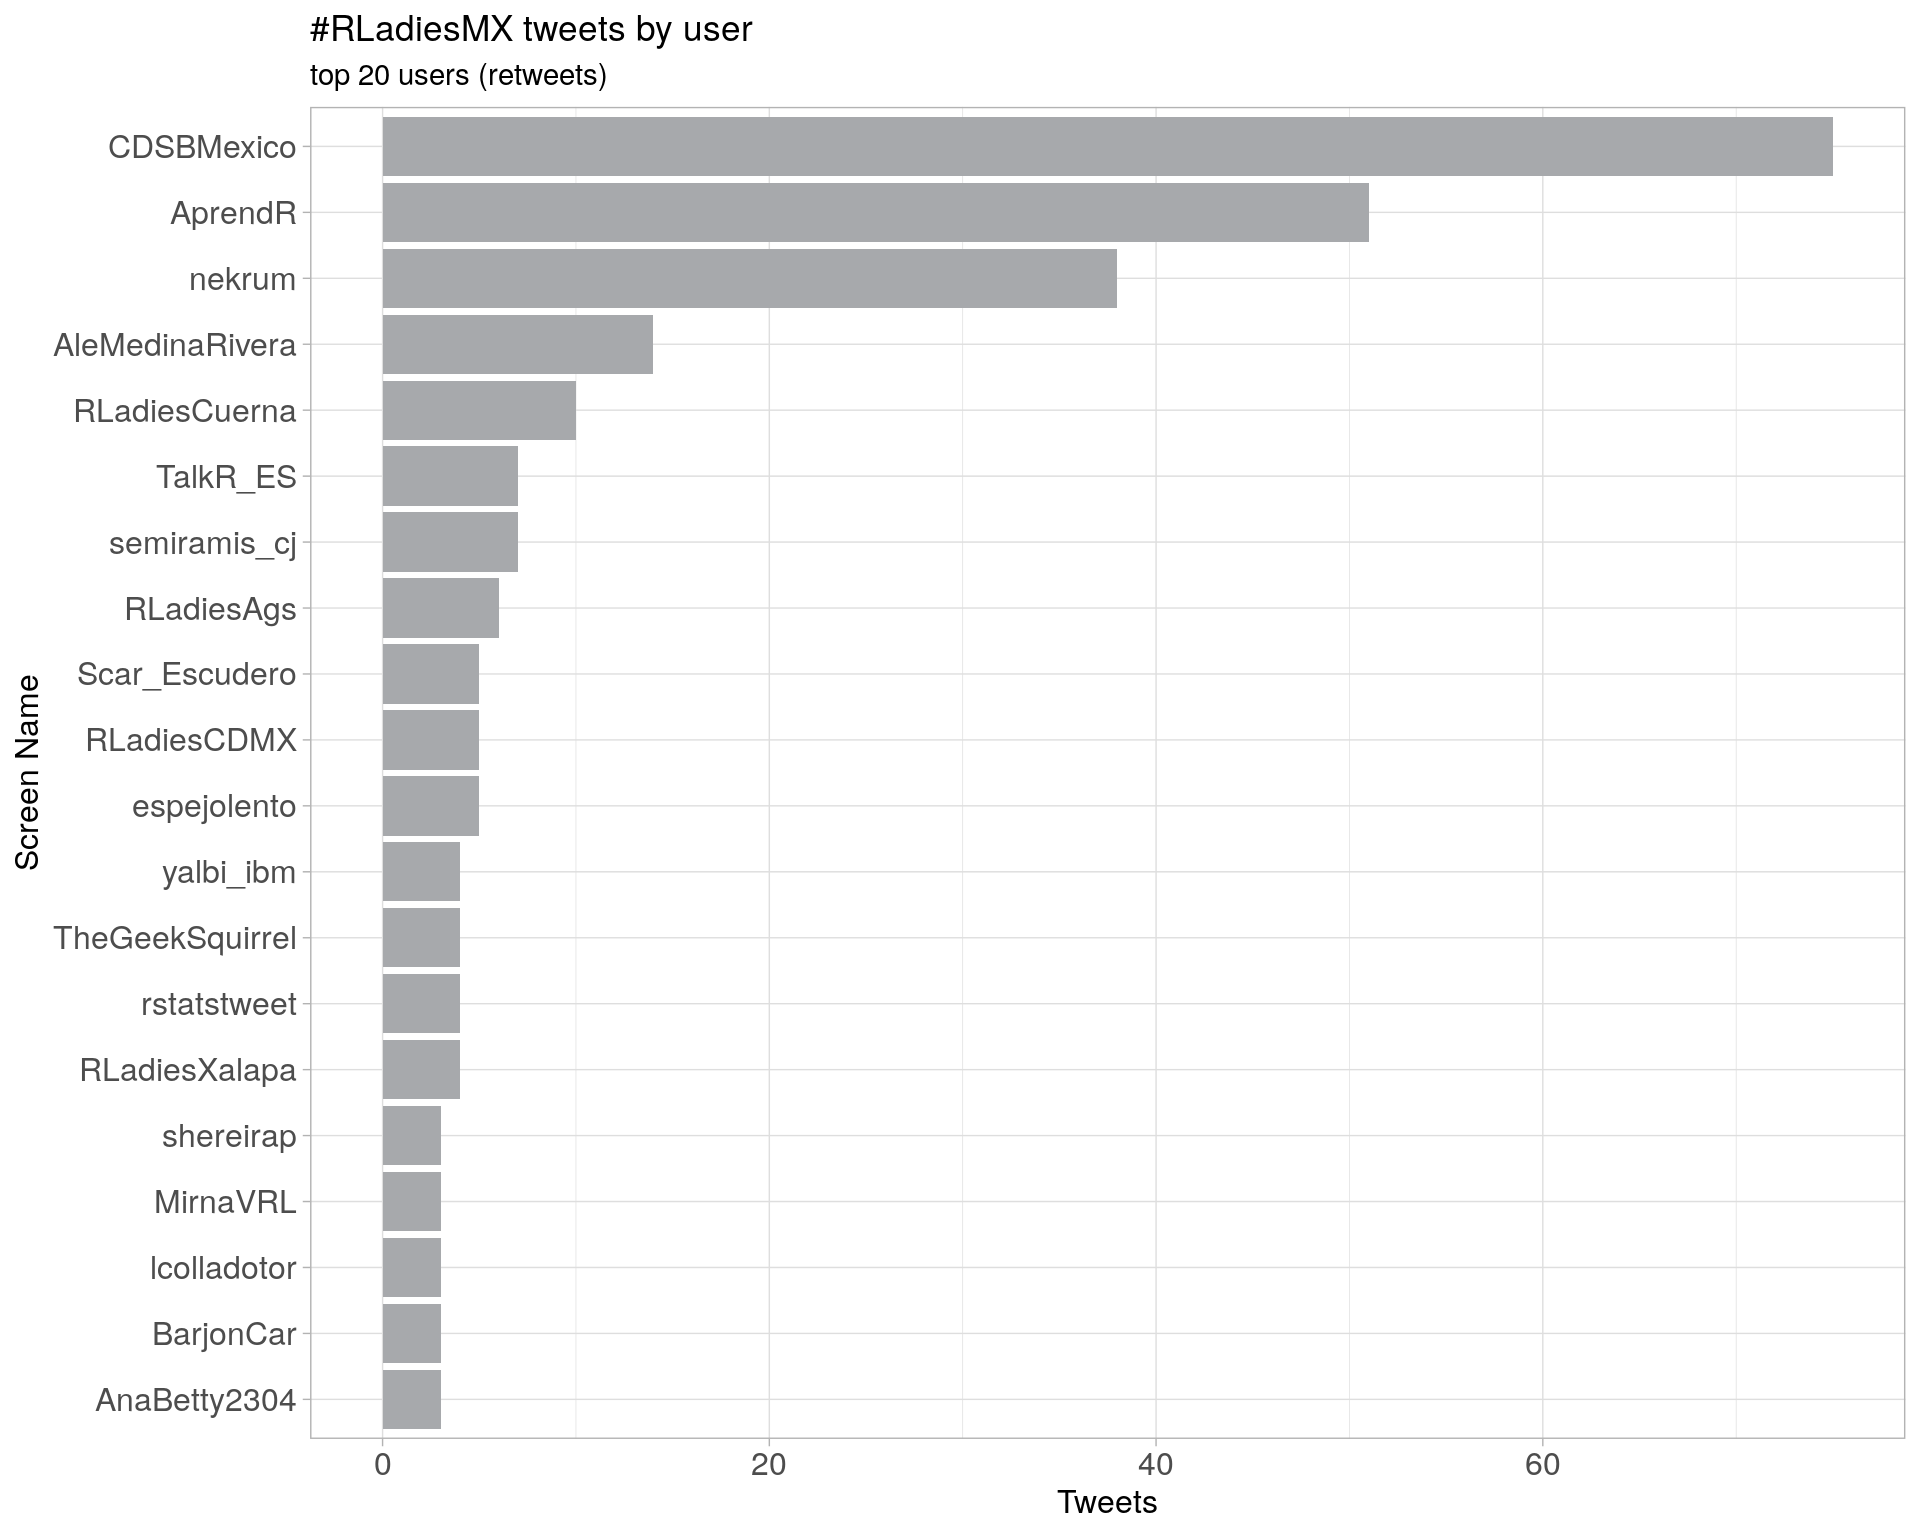 #RLadiesMX tweets by user
top 20 users (retweets)
CDSBMexico
AprendR
nekrum
AleMedinaRivera
RLadiesCuerna
TalkR_ES
semiramis_cj
RLadiesAgs
Scar_Escudero
RLadiesCDMX
espejolento
yalbi_ibm
TheGeekSquirrel
rstatstweet
RLadiesXalapa
shereirap
MirnaVRL
lcolladotor
BarjonCar
AnaBetty2304
Screen Name
0 20 40 60
Tweets